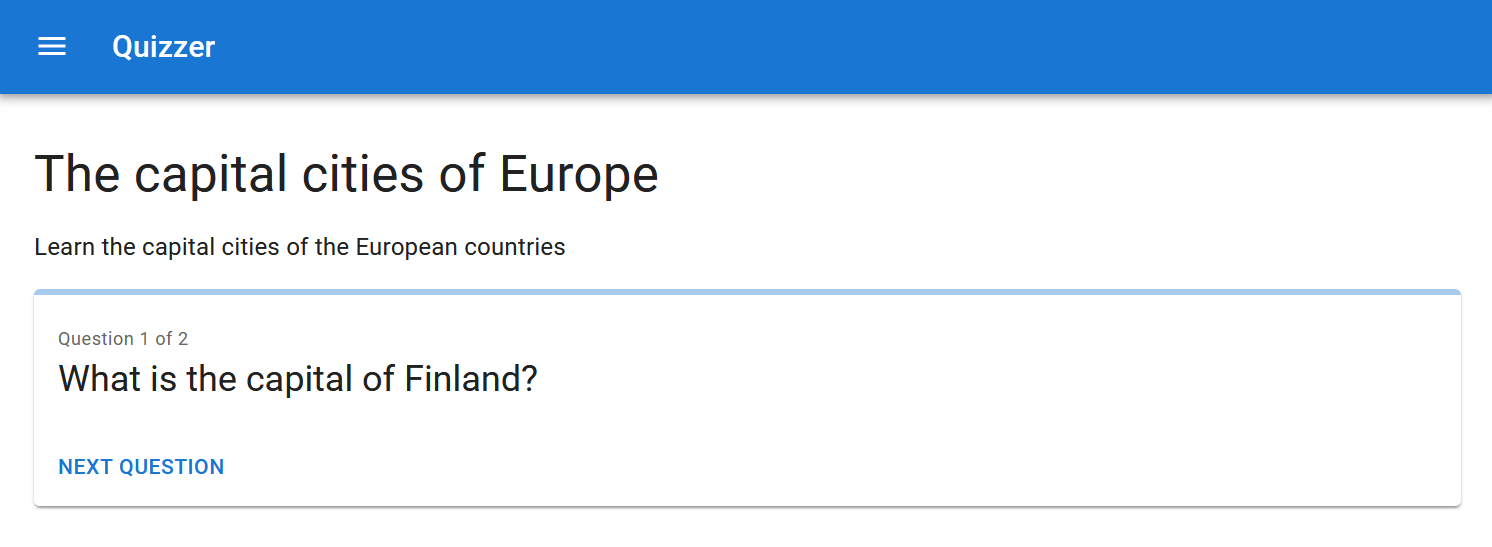 Quizzer
The capital cities of Europe
Learn the capital cities of the European countries
Question 1 of 2
What is the capital of Finland?
NEXT QUESTION